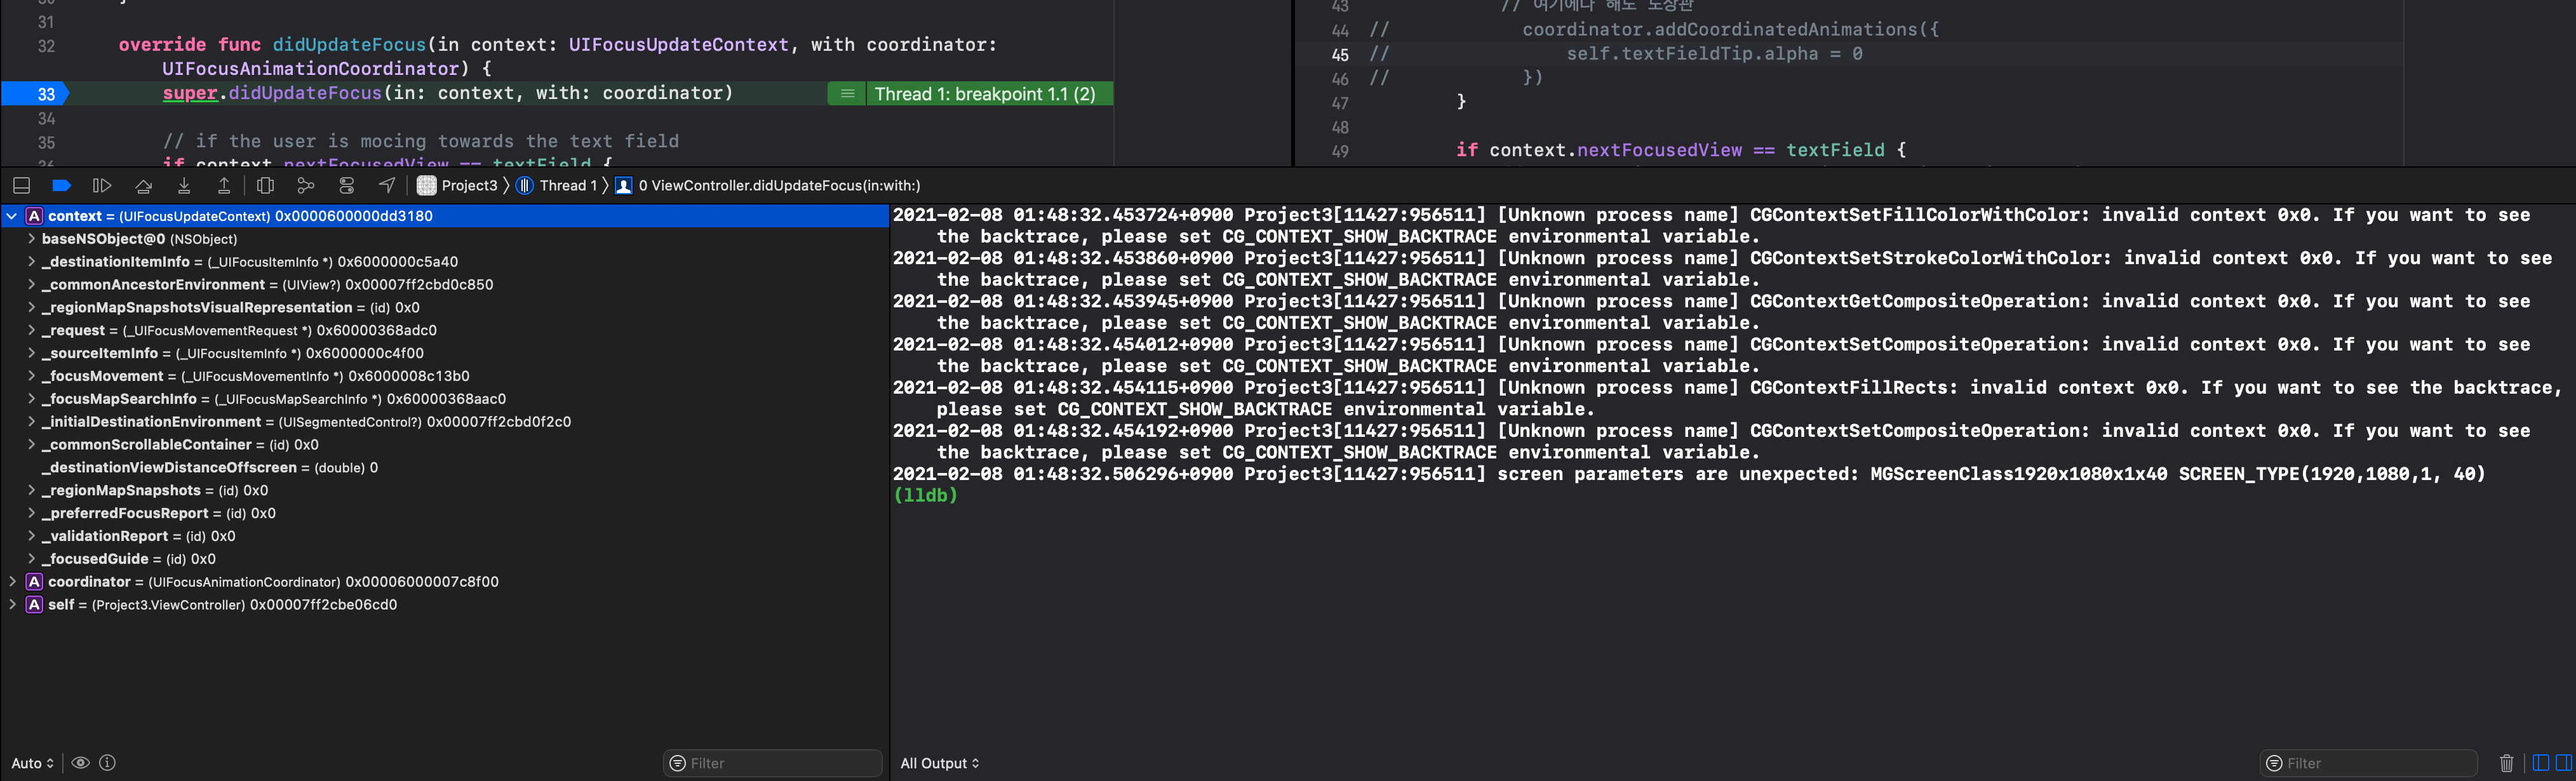 31
32 override func didUpdateFocus(in context: UIFocusUpdateContext, with coordinator:
UIFocusAnimationCoordinator) {
33 super.didUpdateFocus(in: context, with: coordinator)
Thread 1: breakpoint 1.1 (2)
34
35 // if the user is mocing towards the text field
36 if context.nextFocusedView == textField {
43 // 여기에다 해도 노상관
44 // coordinator.addCoordinatedAnimations({
45 // self.textFieldTip.alpha = 0
46 // })
47 }
48
49 if context.nextFocusedView == textField {
Project3 Thread 1 0 ViewController.didUpdateFocus(in:with:)
A context = (UIFocusUpdateContext) 0x0000600000dd3180
baseNSObject@0 (NSObject)
_destinationItemInfo = (_UIFocusItemInfo *) 0x6000000c5a40
_commonAncestorEnvironment = (UIView?) 0x00007ff2cbd0c850
_regionMapSnapshotsVisualRepresentation = (id) 0x0
_request = (_UIFocusMovementRequest *) 0x60000368adc0
_sourceItemInfo = (_UIFocusItemInfo *) 0x6000000c4f00
_focusMovement = (_UIFocusMovementInfo *) 0x6000008c13b0
_focusMapSearchInfo = (_UIFocusMapSearchInfo *) 0x60000368aac0
_initialDestinationEnvironment = (UISegmentedControl?) 0x00007ff2cbd0f2c0
_commonScrollableContainer = (id) 0x0
_destinationViewDistanceOffscreen = (double) 0
_regionMapSnapshots = (id) 0x0
_preferredFocusReport = (id) 0x0
_validationReport = (id) 0x0
_focusedGuide = (id) 0x0
A coordinator = (UIFocusAnimationCoordinator) 0x00006000007c8f00
A self = (Project3.ViewController) 0x00007ff2cbe06cd0
2021-02-08 01:48:32.453724+0900 Project3[11427:956511] [Unknown process name] CGContextSetFillColorWithColor: invalid context 0x0. If you want to see
the backtrace, please set CG_CONTEXT_SHOW_BACKTRACE environmental variable.
2021-02-08 01:48:32.453860+0900 Project3[11427:956511] [Unknown process name] CGContextSetStrokeColorWithColor: invalid context 0x0. If you want to see
the backtrace, please set CG_CONTEXT_SHOW_BACKTRACE environmental variable.
2021-02-08 01:48:32.453945+0900 Project3[11427:956511] [Unknown process name] CGContextGetCompositeOperation: invalid context 0x0. If you want to see
the backtrace, please set CG_CONTEXT_SHOW_BACKTRACE environmental variable.
2021-02-08 01:48:32.454012+0900 Project3[11427:956511] [Unknown process name] CGContextSetCompositeOperation: invalid context 0x0. If you want to see
the backtrace, please set CG_CONTEXT_SHOW_BACKTRACE environmental variable.
2021-02-08 01:48:32.454115+0900 Project3[11427:956511] [Unknown process name] CGContextFillRects: invalid context 0x0. If you want to see the backtrace,
please set CG_CONTEXT_SHOW_BACKTRACE environmental variable.
2021-02-08 01:48:32.454192+0900 Project3[11427:956511] [Unknown process name] CGContextSetCompositeOperation: invalid context 0x0. If you want to see
the backtrace, please set CG_CONTEXT_SHOW_BACKTRACE environmental variable.
2021-02-08 01:48:32.506296+0900 Project3[11427:956511] screen parameters are unexpected: MGScreenClass1920x1080x1x40 SCREEN_TYPE(1920,1080,1, 40)
(lldb)
Auto
Filter
All Output
Filter